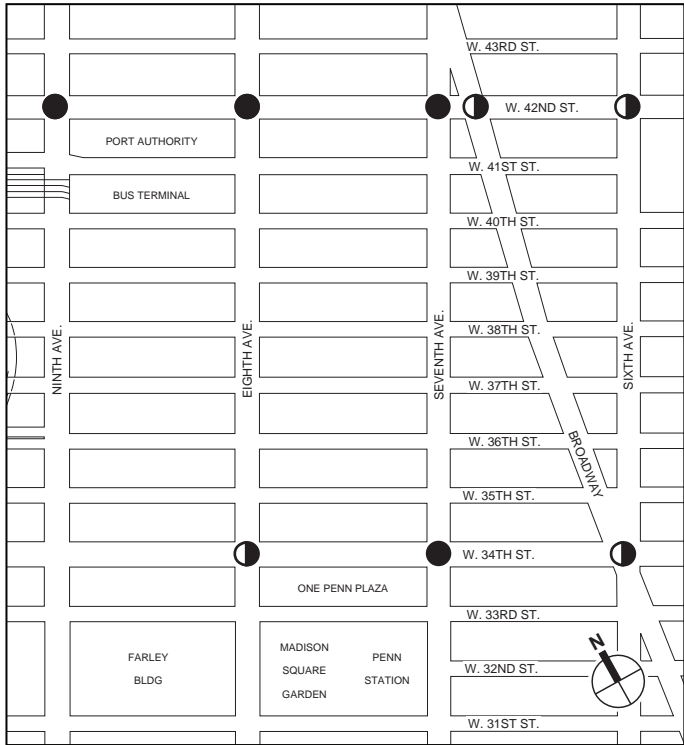 W. 43RD ST.
W. 42ND ST.
PORT AUTHORITY
W. 41ST ST.
BUS TERMINAL
W. 40TH ST.
W. 39TH ST.
W. 38TH ST.
NINTH AVE.
EIGHTH AVE.
SEVENTH AVE.
SIXTH AVE.
W. 37TH ST.
W. 36TH ST.
BROADWAY
W. 35TH ST.
W. 34TH ST.
ONE PENN PLAZA
W. 33RD ST.
FARLEY
BLDG
MADISON
SQUARE
GARDEN
PENN
STATION
N
W. 32ND ST.
W. 31ST ST.